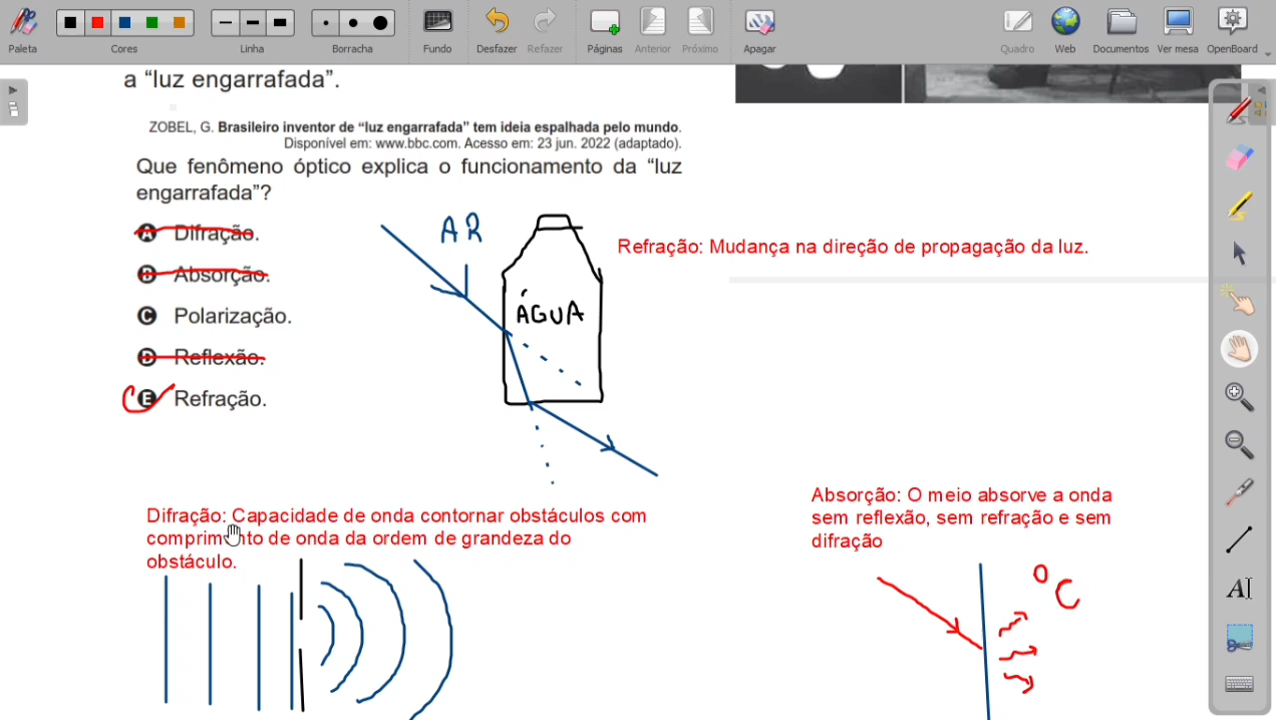 Paleta
Cores
Linha
Borracha
Fundo
Desfazer
Refazer
Páginas
Anterior
Próximo
Apagar
Quadro
Web
Documentos
Ver mesa
OpenBoard
a “luz engarrafada”.
ZOBEL, G. Brasileiro inventor de “luz engarrafada” tem ideia espalhada pelo mundo.
Disponível em: www.bbc.com. Acesso em: 23 jun. 2022 (adaptado).
Que fenômeno óptico explica o funcionamento da “luz
engarrafada”?
A Difração.
B Absorção.
C Polarização.
D Reflexão.
E Refração.
AR
ÁGUA
Refração: Mudança na direção de propagação da luz.
Difração: Capacidade de onda contornar obstáculos com
comprimento de onda da ordem de grandeza do
obstáculo.
Absorção: O meio absorve a onda
sem reflexão, sem refração e sem
difração
°C
AI